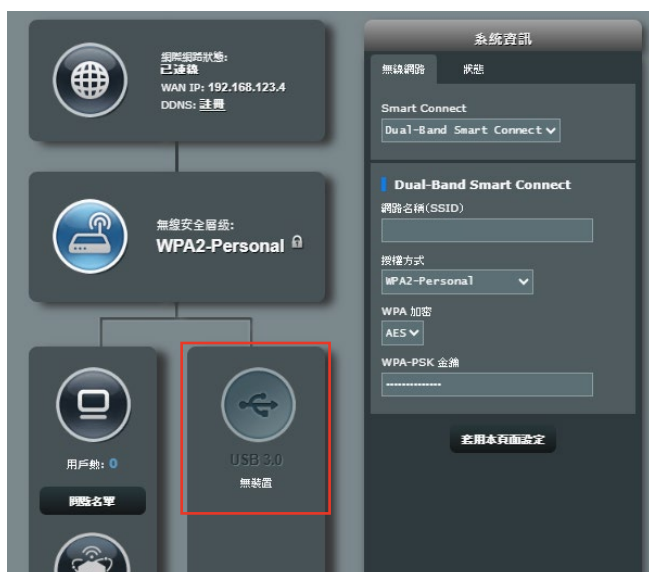 網際網路狀態:
已連線
WAN IP: 192.168.123.4
DDNS: 註冊
無線安全層級:
WPA2-Personal
用戶數: 0
同覽名單
USB 3.0
無裝置
系統資訊
無線網路
狀態
Smart Connect
Dual-Band Smart Connect
Dual-Band Smart Connect
網路名稱(SSID)
授權方式
WPA2-Personal
WPA 加密
AES
WPA-PSK 金鑰
套用本頁面設定